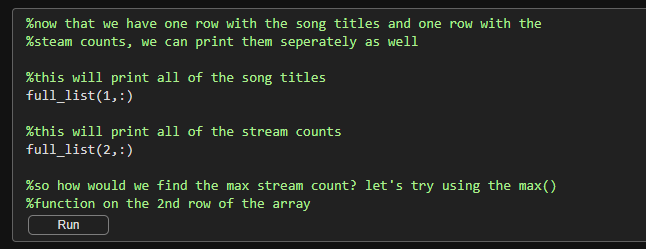 %now that we have one row with the song titles and one row with the
%steam counts, we can print them seperately as well
%this will print all of the song titles
full_list(1,:)
%this will print all of the stream counts
full_list(2,:)
%so how would we find the max stream count? let's try using the max()
%function on the 2nd row of the array
Run